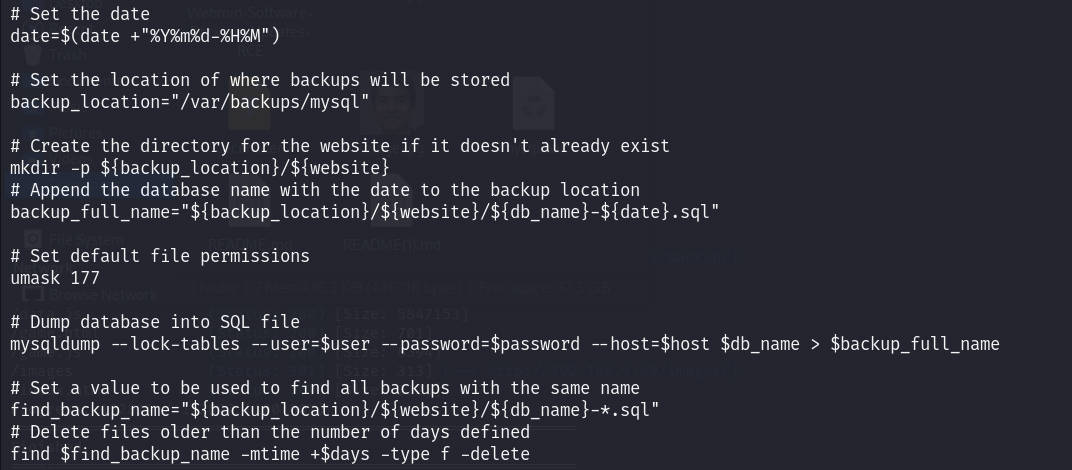 # Set the date
date=$(date +"%Y%m%d-%H%M")
# Set the location of where backups will be stored
backup_location="/var/backups/mysql"
# Create the directory for the website if it doesn't already exist
mkdir -p ${backup_location}/${website}
# Append the database name with the date to the backup location
backup_full_name="${backup_location}/${website}/${db_name}-${date}.sql"
# Set default file permissions
umask 177
# Dump database into SQL file
mysqldump --lock-tables --user=$user --password=$password --host=$host $db_name > $backup_full_name
# Set a value to be used to find all backups with the same name
find_backup_name="${backup_location}/${website}/${db_name}-*.sql"
# Delete files older than the number of days defined
find $find_backup_name -mtime +$days -type f -delete